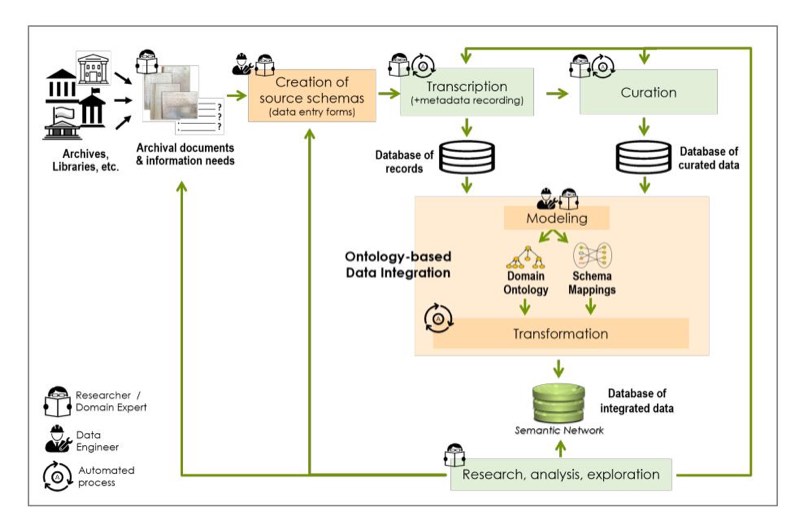 Archives,
Libraries, etc.
?
?
?
Archival documents
& information needs
Creation of
source schemas
(data entry forms)
Transcription
(+metadata recording)
A
Curation
A
Database of
records
Database of
curated data
Ontology-based
Data Integration
Modeling
Domain
Ontology
Schema
Mappings
A
Transformation
Database of
integrated data
Semantic Network
Research, analysis, exploration
Researcher /
Domain Expert
Data
Engineer
A
Automated
process